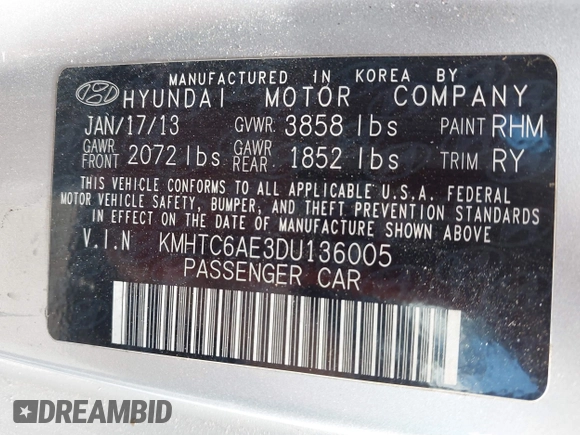 MANUFACTURED IN KOREA BY
HYUNDAI MOTOR COMPANY
JAN/17/13 GVWR 3858 lbs PAINT RHM
GAWR FRONT 2072 lbs GAWR REAR 1852 lbs TRIM RY
THIS VEHICLE CONFORMS TO ALL APPLICABLE U.S.A. FEDERAL
MOTOR VEHICLE SAFETY, BUMPER, AND THEFT PREVENTION STANDARDS
IN EFFECT ON THE DATE OF MANUFACTURE SHOWN ABOVE
V.I.N KMHTC6AE3DU136005
PASSENGER CAR
DREAMBID